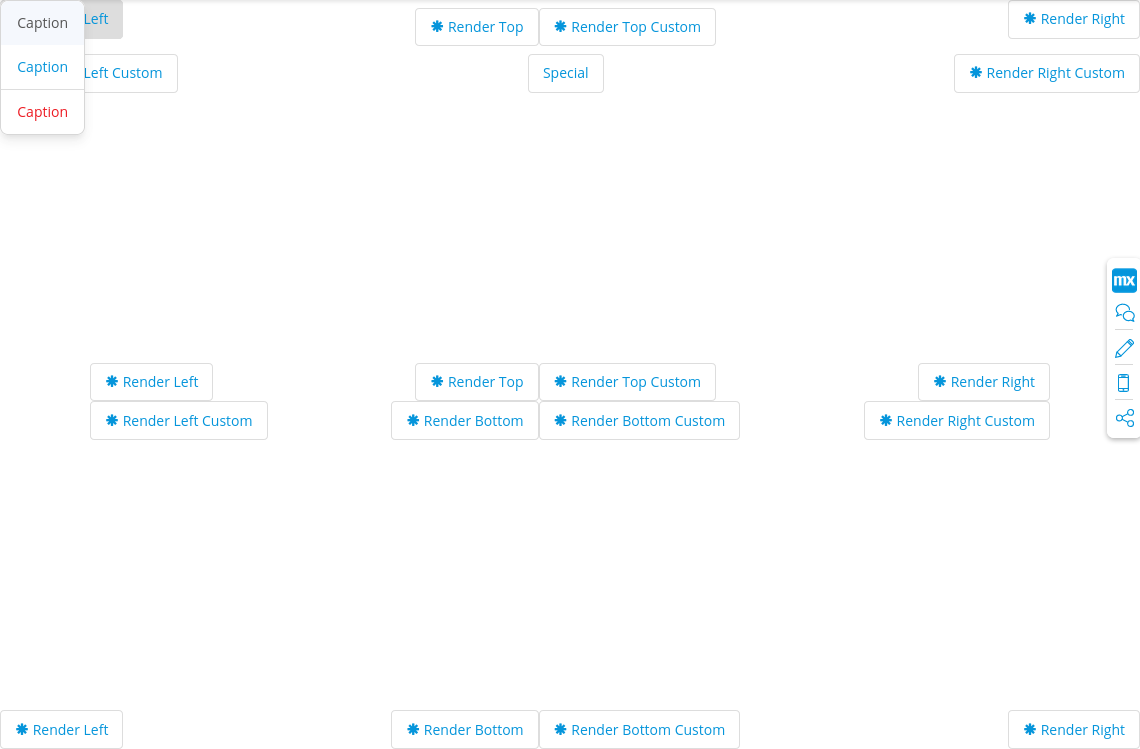 Caption
Left
Render Top
Render Top Custom
Render Right
Caption
Left Custom
Special
Render Right Custom
Caption
mx
Render Left
Render Top
Render Top Custom
Render Right
Render Left Custom
Render Bottom
Render Bottom Custom
Render Right Custom
Render Left
Render Bottom
Render Bottom Custom
Render Right